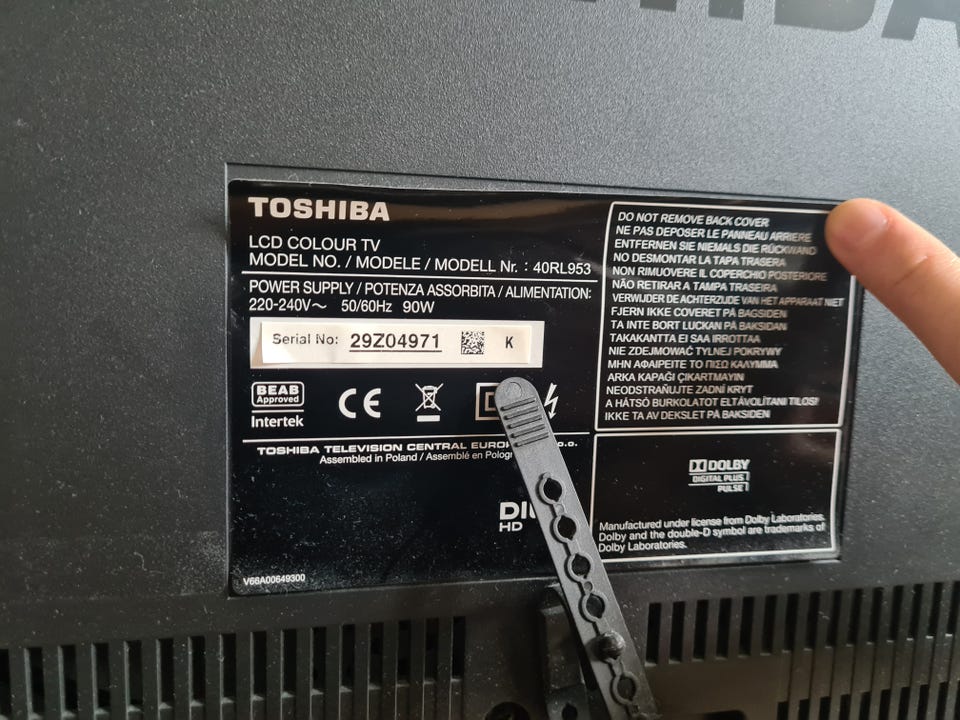 TOSHIBA
LCD COLOUR TV
MODEL NO. / MODELE / MODELL Nr. : 40RL953
POWER SUPPLY / POTENZA ASSORBITA / ALIMENTATION:
220-240V~ 50/60Hz 90W
Serial No: 29Z04971 K
BEAB
Approved
Intertek
CE
TOSHIBA TELEVISION CENTRAL EURO
Assembled in Poland / Assemblé en Polog
HD
V66A00649300
DO NOT REMOVE BACK COVER
NE PAS DEPOSER LE PANNEAU ARRIERE
ENTFERNEN SIE NIEMALS DIE RÜCKWAND
NO DESMONTAR LA TAPA TRASERA
NON RIMUOVERE IL COPERCHIO POSTERIORE
NÃO RETIRAR A TAMPA TRASEIRA
VERWIJDER DE ACHTERZIJDE VAN HET APPARAAT NIET
FJERN IKKE COVERET PÅ BAGSIDEN
TA INTE BORT LUCKAN PÅ BAKSIDAN
TAKAKANTTA EI SAA IRROTTAA
NIE ZDEJMOWAĆ TYLNEJ POKRYWY
ΜΗΝ ΑΦΑΙΡΕΙΤΕ ΤΟ ΠΙΣΩ ΚΑΛΥΜΜΑ
ARKA KAPAĞI ÇIKARTMAYIN
NEODSTRAŇUJTE ZADNÍ KRYT
A HÁTSÓ BURKOLATOT ELTÁVOLÍTANI TILOS!
IKKE TA AV DEKSLET PÅ BAKSIDEN
DOLBY
DIGITAL PLUS
PULSE
Manufactured under license from Dolby Laboratories.
Dolby and the double-D symbol are trademarks of
Dolby Laboratories.